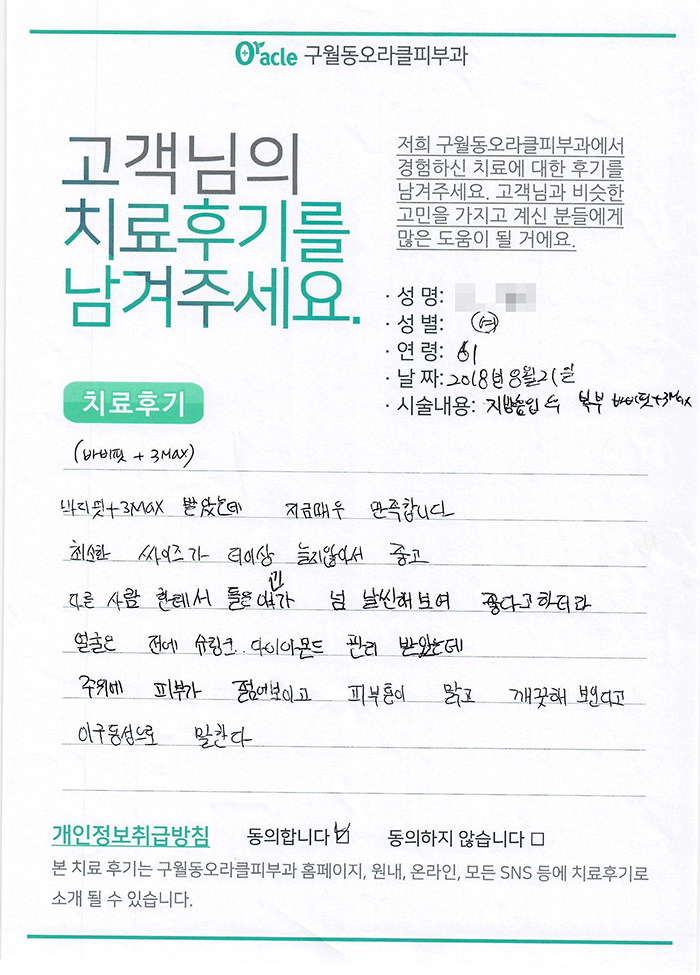 Oracle 구월동오라클피부과
고객님의
치료후기를
남겨주세요.
저희 구월동오라클피부과에서
경험하신 치료에 대한 후기를
남겨주세요. 고객님과 비슷한
고민을 가지고 계신 분들에게
많은 도움이 될 거에요.
· 성 명:
· 성 별: 여
· 연 령: 61
· 날 짜: 2018년 8월 21일
· 시술내용: 지방흡입 후 복부 바비핏+3Max
치료후기
(바비핏 + 3MAX)
바디핏+3MAX 받았는데 지금매우 만족합니다
최소한 싸이즈가 더이상 늘지않아서 좋고
다른 사람 한테서 들은 얘긴가 넘 날씬해보여 좋다고하더라
얼굴은 전에 슈링크. 다이아몬드 관리 받았는데
주위에 피부가 젊어보이고 피부톤이 맑고 깨끗해 보인다고
이구동성으로 말한다
개인정보취급방침 동의합니다 ☑ 동의하지 않습니다 □
본 치료 후기는 구월동오라클피부과 홈페이지, 원내, 온라인, 모든 SNS 등에 치료후기로
소개 될 수 있습니다.